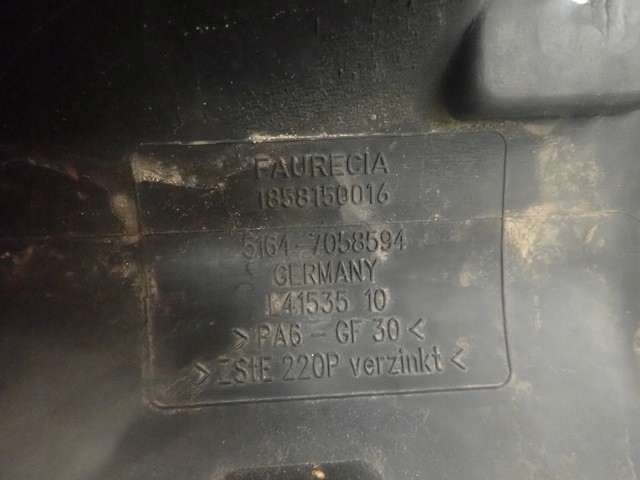 FAURECIA
1858150016
5164-7058594
GERMANY
L41535 10
>PA6-GF 30<
>ZStE 220P verzinkt<